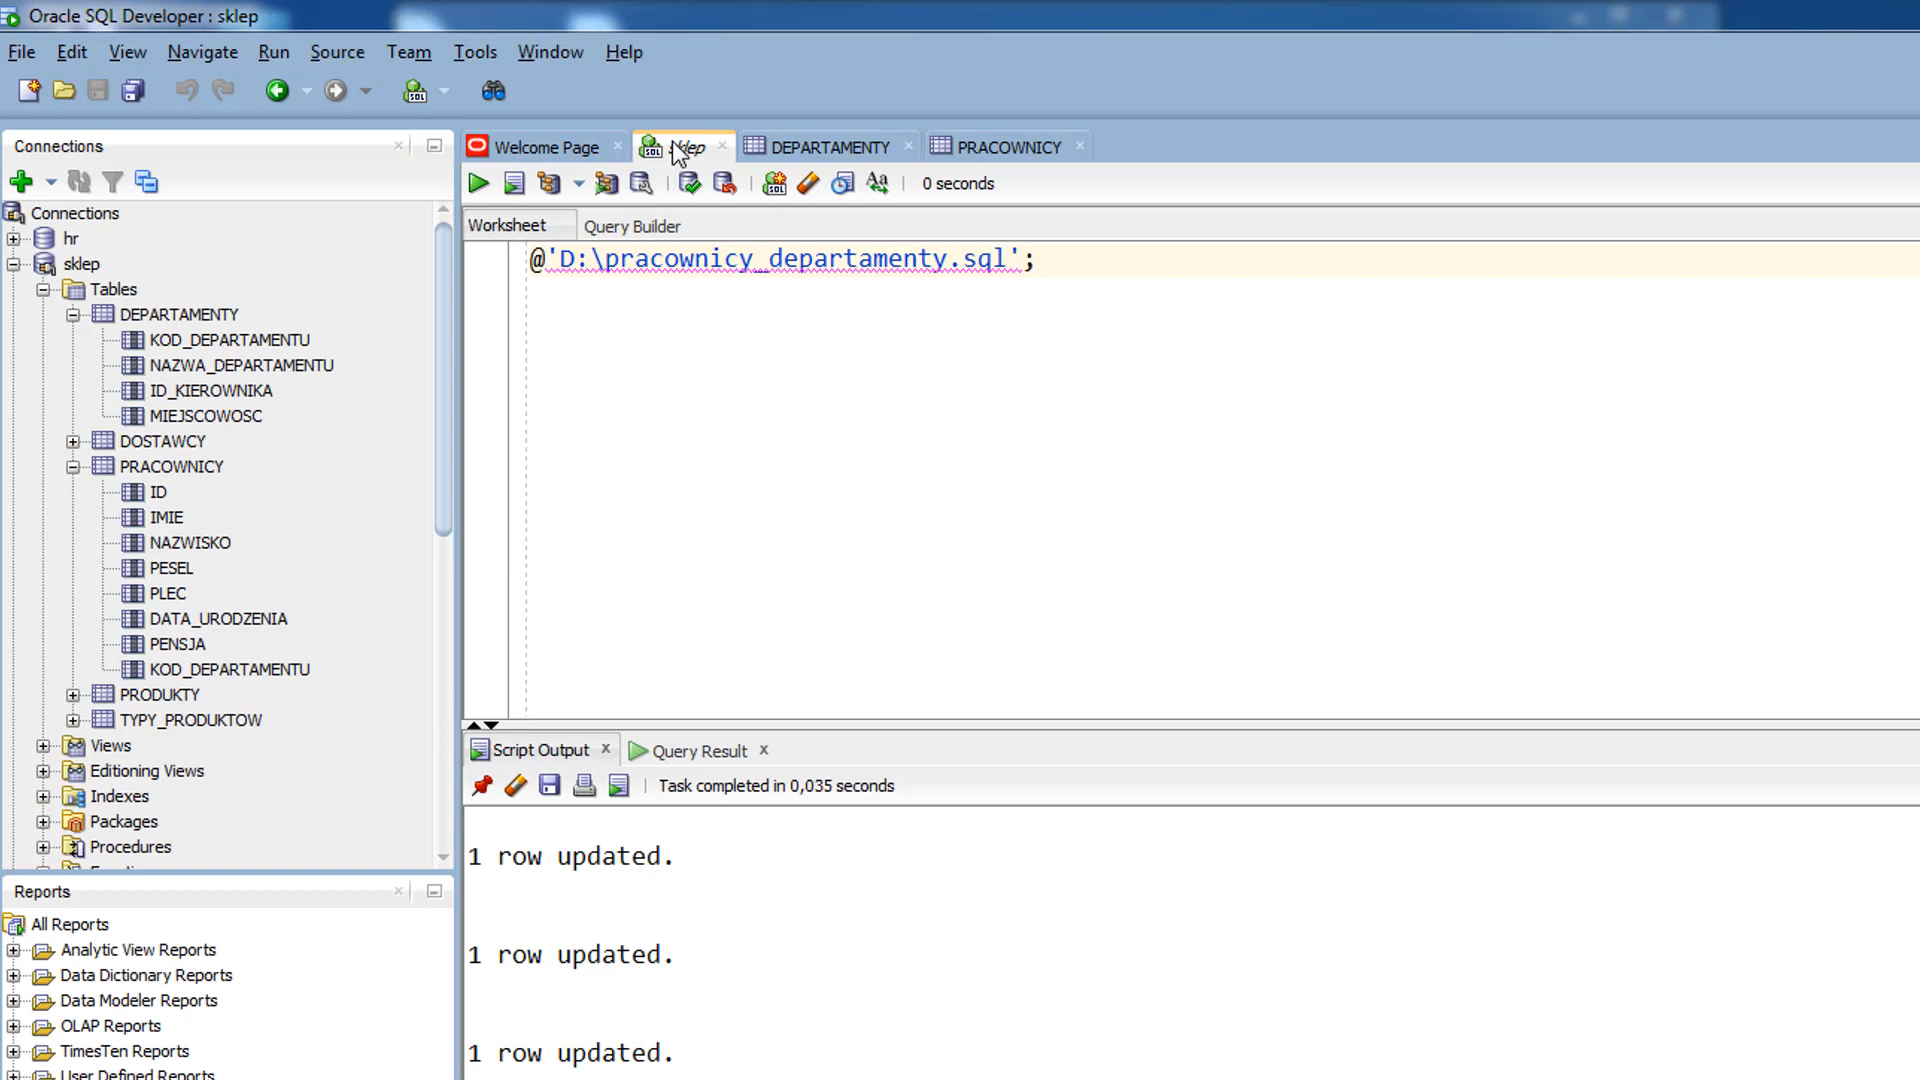 Oracle SQL Developer : sklep
File Edit View Navigate Run Source Team Tools Window Help
Connections
Welcome Page
sklep
DEPARTAMENTY
PRACOWNICY
0 seconds
Worksheet
Query Builder
@'D:\pracownicy_departamenty.sql';
Connections
hr
sklep
Tables
DEPARTAMENTY
KOD_DEPARTAMENTU
NAZWA_DEPARTAMENTU
ID_KIEROWNIKA
MIEJSCOWOSC
DOSTAWCY
PRACOWNICY
ID
IMIE
NAZWISKO
PESEL
PLEC
DATA_URODZENIA
PENSJA
KOD_DEPARTAMENTU
PRODUKTY
TYPY_PRODUKTOW
Views
Editioning Views
Indexes
Packages
Procedures
Script Output
Query Result
Task completed in 0,035 seconds
1 row updated.
1 row updated.
1 row updated.
Reports
All Reports
Analytic View Reports
Data Dictionary Reports
Data Modeler Reports
OLAP Reports
TimesTen Reports
User Defined Reports